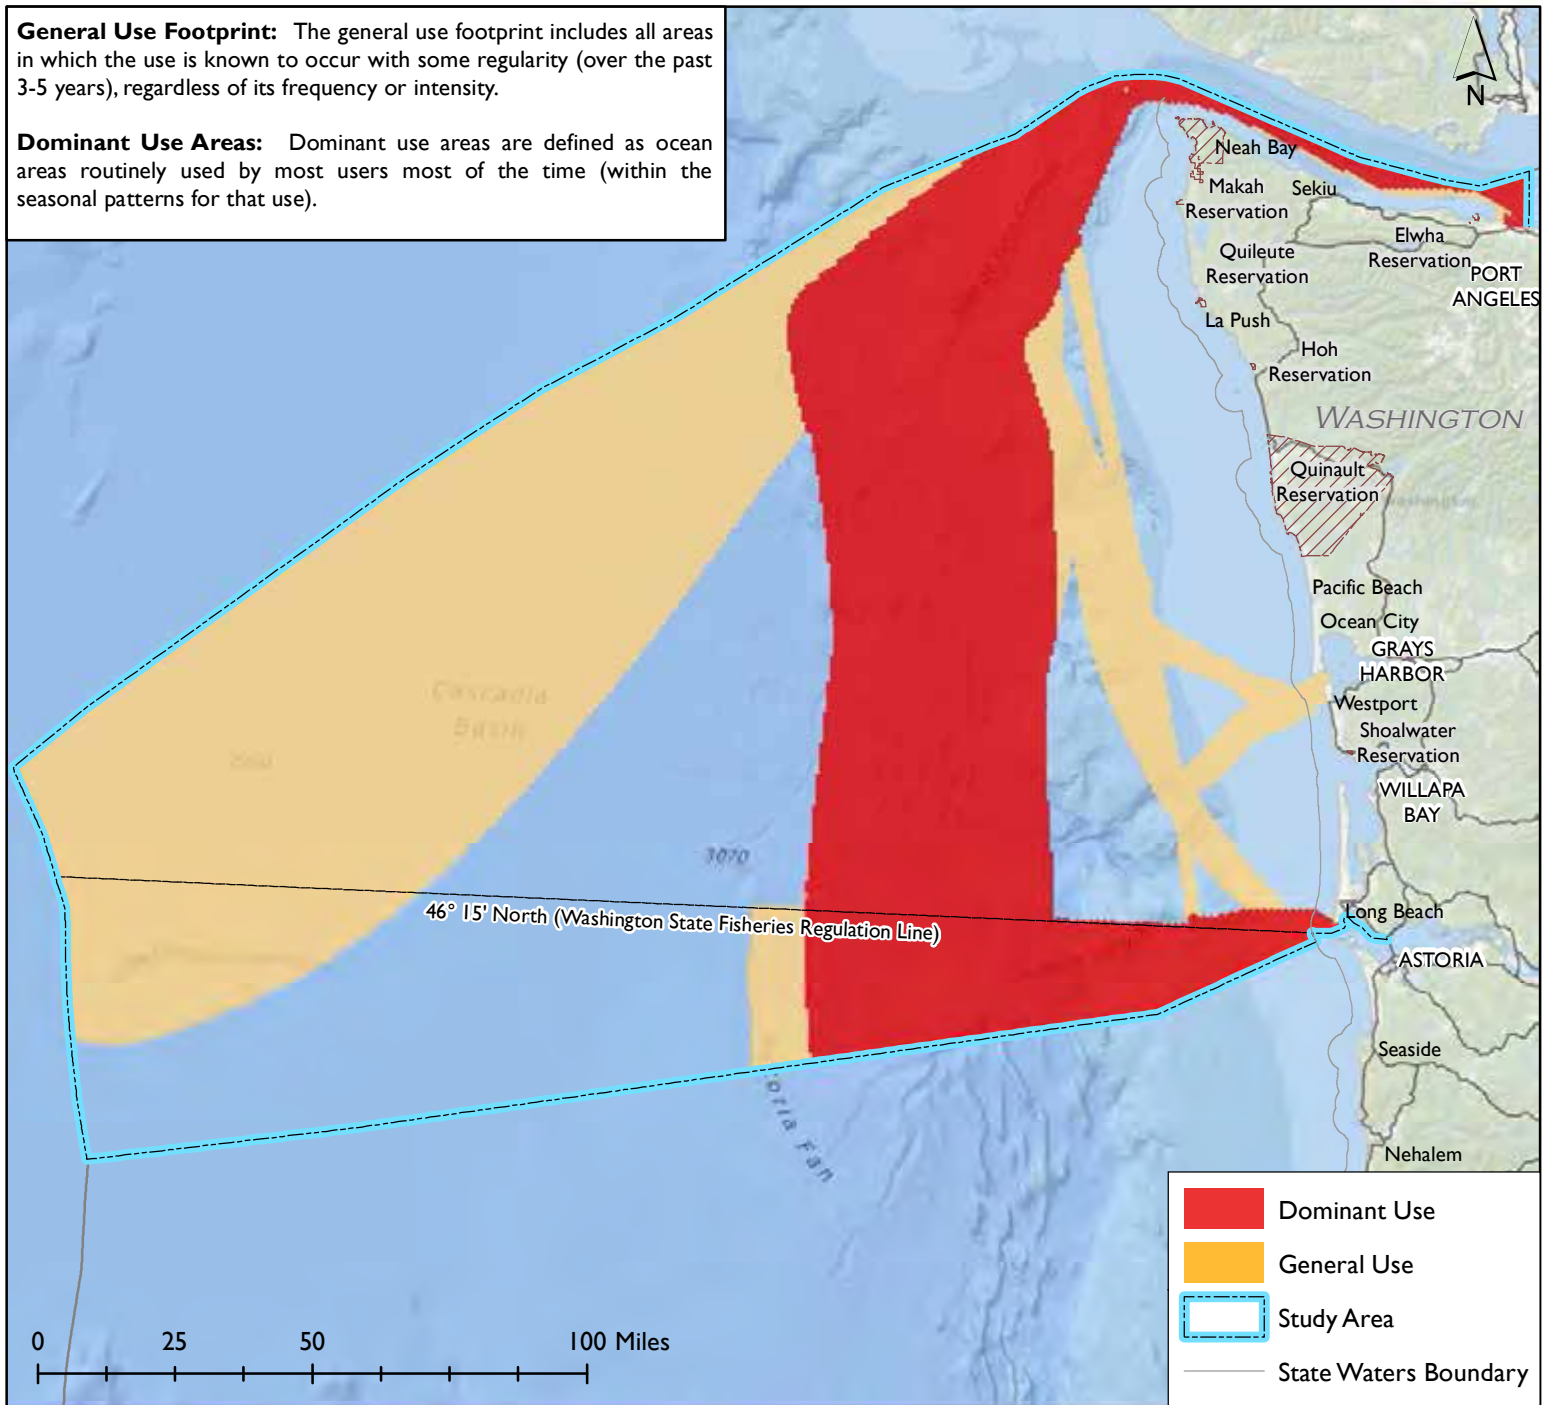 General Use Footprint: The general use footprint includes all areas
in which the use is known to occur with some regularity (over the past
3-5 years), regardless of its frequency or intensity.
Dominant Use Areas: Dominant use areas are defined as ocean
areas routinely used by most users most of the time (within the
seasonal patterns for that use).
N
Neah Bay
Makah
Reservation
Sekiu
Elwha
Reservation
PORT
ANGELES
Quileute
Reservation
La Push
Hoh
Reservation
WASHINGTON
Quinault
Reservation
Washington
Pacific Beach
Ocean City
GRAYS
HARBOR
Westport
Shoalwater
Reservation
WILLAPA
BAY
Cascadia
Basin
3070
46° 15' North (Washington State Fisheries Regulation Line)
Long Beach
ASTORIA
Seaside
oria Fan
Nehalem
Dominant Use
General Use
Study Area
State Waters Boundary
0 25 50 100 Miles